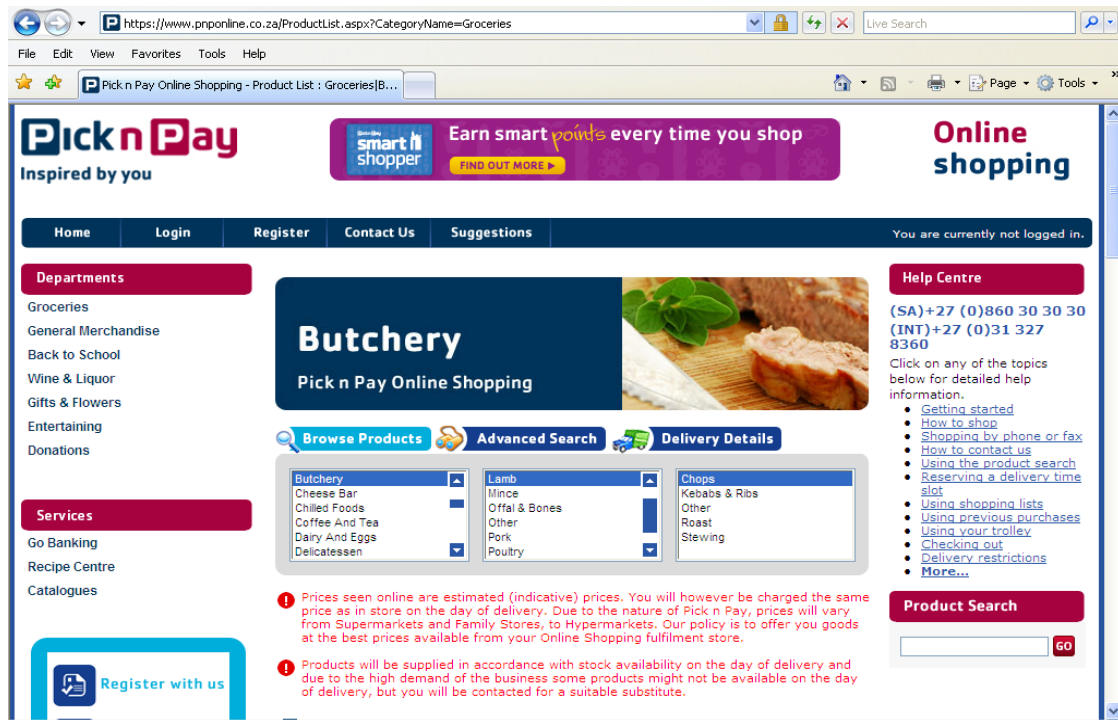 https://www.pnponline.co.za/ProductList.aspx?CategoryName=Groceries
Live Search
File Edit View Favorites Tools Help
Pick n Pay Online Shopping - Product List : Groceries|B...
Page Tools
Pick n Pay
Inspired by you
smart shopper
Earn smart points every time you shop
FIND OUT MORE
Online
shopping
Home Login Register Contact Us Suggestions
You are currently not logged in.
Departments
Groceries
General Merchandise
Back to School
Wine & Liquor
Gifts & Flowers
Entertaining
Donations
Services
Go Banking
Recipe Centre
Catalogues
Register with us
Butchery
Pick n Pay Online Shopping
Browse Products Advanced Search Delivery Details
Butchery
Cheese Bar
Chilled Foods
Coffee And Tea
Dairy And Eggs
Delicatessen
Lamb
Mince
Offal & Bones
Other
Pork
Poultry
Chops
Kebabs & Ribs
Other
Roast
Stewing
Prices seen online are estimated (indicative) prices. You will however be charged the same
price as in store on the day of delivery. Due to the nature of Pick n Pay, prices will vary
from Supermarkets and Family Stores, to Hypermarkets. Our policy is to offer you goods
at the best prices available from your Online Shopping fulfilment store.
Products will be supplied in accordance with stock availability on the day of delivery and
due to the high demand of the business some products might not be available on the day
of delivery, but you will be contacted for a suitable substitute.
Help Centre
(SA)+27 (0)860 30 30 30
(INT)+27 (0)31 327
8360
Click on any of the topics
below for detailed help
information.
Getting started
How to shop
Shopping by phone or fax
How to contact us
Using the product search
Reserving a delivery time
slot
Using shopping lists
Using previous purchases
Using your trolley
Checking out
Delivery restrictions
More...
Product Search
GO